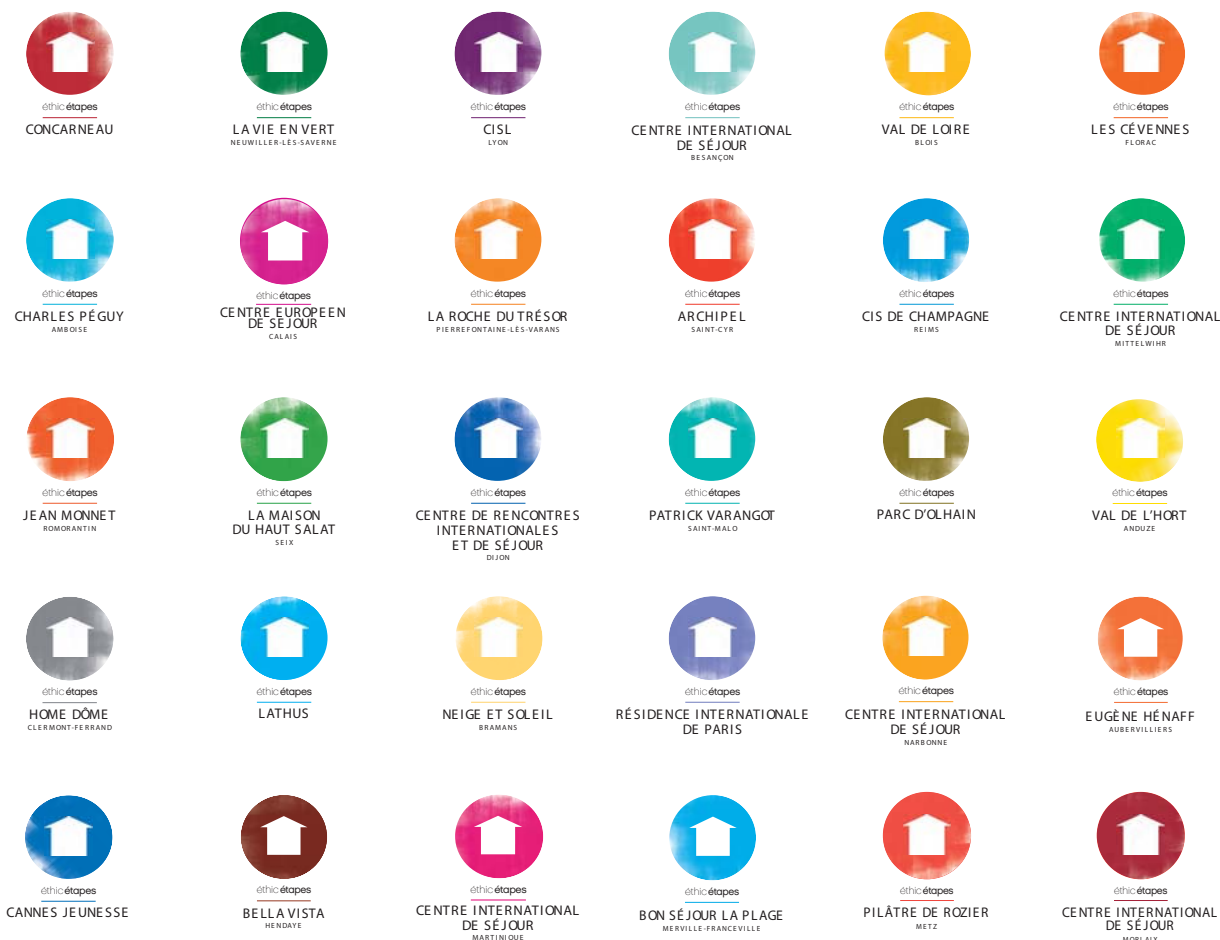 éthic étapes
CONCARNEAU
éthic étapes
LA VIE EN VERT
NEUWILLER-LÈS-SAVERNE
éthic étapes
CISL
LYON
éthic étapes
CENTRE INTERNATIONAL
DE SÉJOUR
BESANÇON
éthic étapes
VAL DE LOIRE
BLOIS
éthic étapes
LES CÉVENNES
FLORAC
éthic étapes
CHARLES PÉGUY
AMBOISE
éthic étapes
CENTRE EUROPEEN
DE SEJOUR
CALAIS
éthic étapes
LA ROCHE DU TRÉSOR
PIERREFONTAINE-LÈS-VARANS
éthic étapes
ARCHIPEL
SAINT-CYR
éthic étapes
CIS DE CHAMPAGNE
REIMS
éthic étapes
CENTRE INTERNATIONAL
DE SÉJOUR
MITTELWIHR
éthic étapes
JEAN MONNET
ROMORANTIN
éthic étapes
LA MAISON
DU HAUT SALAT
SEIX
éthic étapes
CENTRE DE RENCONTRES
INTERNATIONALES
ET DE SÉJOUR
DIJON
éthic étapes
PATRICK VARANGOT
SAINT-MALO
éthic étapes
PARC D'OLHAIN
éthic étapes
VAL DE L'HORT
ANDUZE
éthic étapes
HOME DÔME
CLERMONT-FERRAND
éthic étapes
LATHUS
éthic étapes
NEIGE ET SOLEIL
BRAMANS
éthic étapes
RÉSIDENCE INTERNATIONALE
DE PARIS
éthic étapes
CENTRE INTERNATIONAL
DE SÉJOUR
NARBONNE
éthic étapes
EUGÈNE HÉNAFF
AUBERVILLIERS
éthic étapes
CANNES JEUNESSE
éthic étapes
BELLA VISTA
HENDAYE
éthic étapes
CENTRE INTERNATIONAL
DE SÉJOUR
MARTINIQUE
éthic étapes
BON SÉJOUR LA PLAGE
MERVILLE-FRANCEVILLE
éthic étapes
PILÂTRE DE ROZIER
METZ
éthic étapes
CENTRE INTERNATIONAL
DE SÉJOUR
MORLAIX